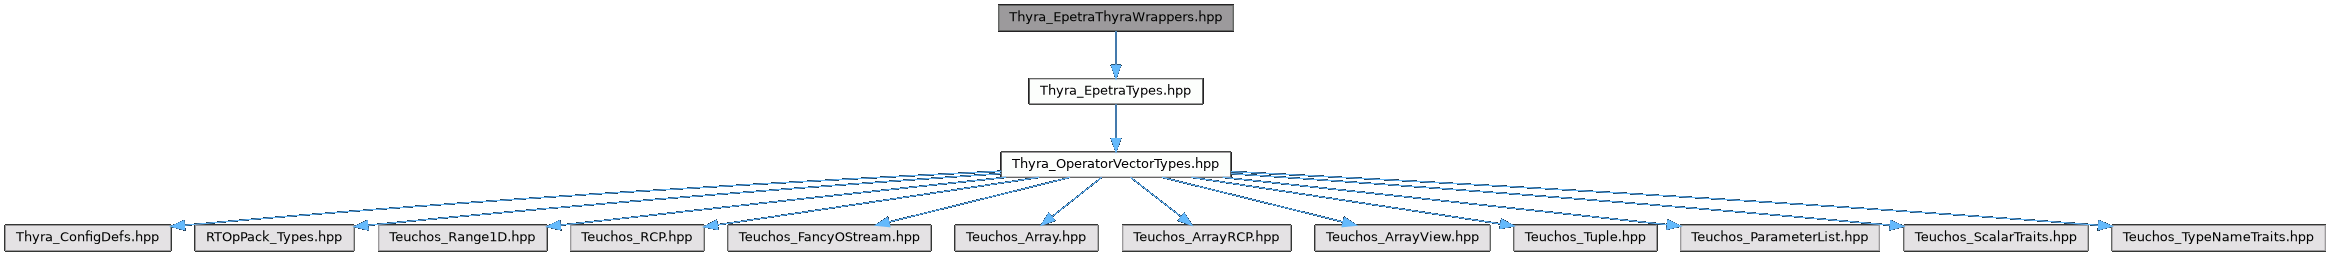 Thyra_EpetraThyraWrappers.hpp
Thyra_EpetraTypes.hpp
Thyra_OperatorVectorTypes.hpp
Thyra_ConfigDefs.hpp
RTOpPack_Types.hpp
Teuchos_Range1D.hpp
Teuchos_RCP.hpp
Teuchos_FancyOStream.hpp
Teuchos_Array.hpp
Teuchos_ArrayRCP.hpp
Teuchos_ArrayView.hpp
Teuchos_Tuple.hpp
Teuchos_ParameterList.hpp
Teuchos_ScalarTraits.hpp
Teuchos_TypeNameTraits.hpp